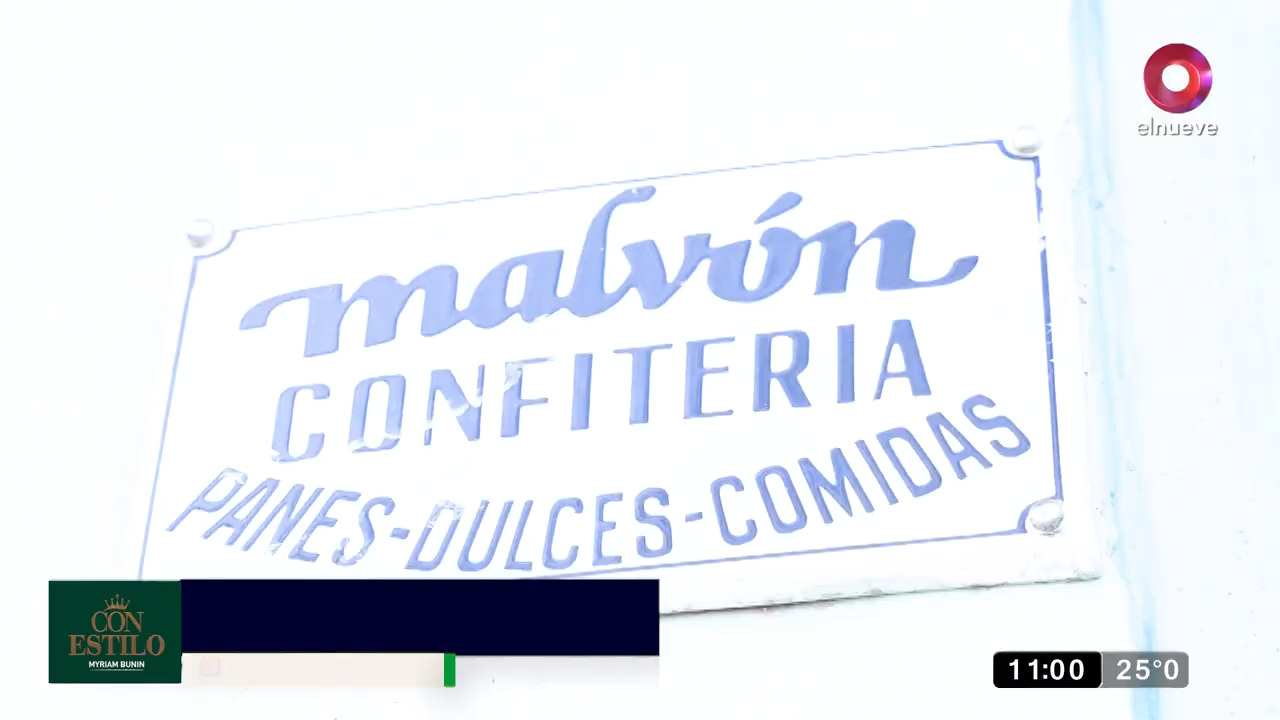 elnueve
malvón
CONFITERIA
PANES-DULCES-COMIDAS
CON
ESTILO
MYRIAM BUNIN
11:00 25°0